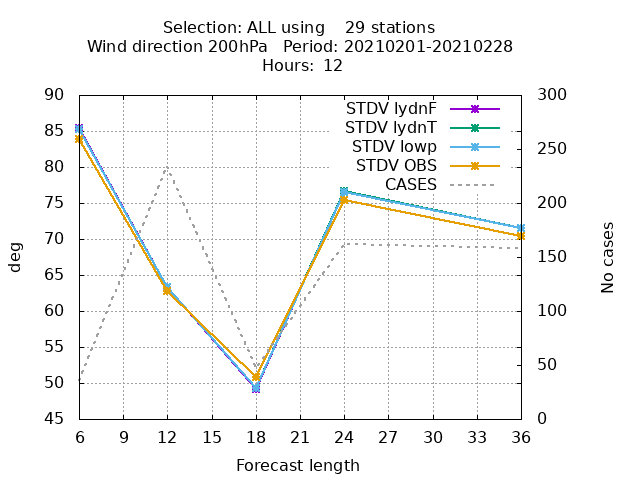 Selection: ALL using    29 stations
Wind direction 200hPa   Period: 20210201-20210228
Hours:  12
STDV lydnF
STDV lydnT
STDV lowp
STDV OBS
CASES
90
85
80
75
70
65
60
55
50
45
deg
300
250
200
150
100
50
0
No cases
6 9 12 15 18 21 24 27 30 33 36
Forecast length